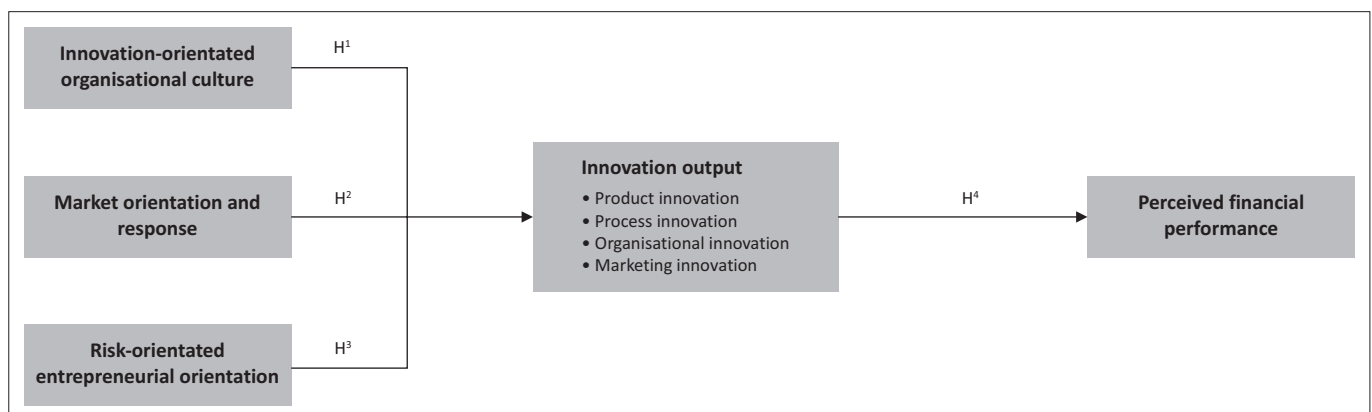 Innovation-orientated
organisational culture
H¹
Market orientation and
response
H²
Risk-orientated
entrepreneurial orientation
H³
Innovation output
• Product innovation
• Process innovation
• Organisational innovation
• Marketing innovation
H⁴
Perceived financial
performance